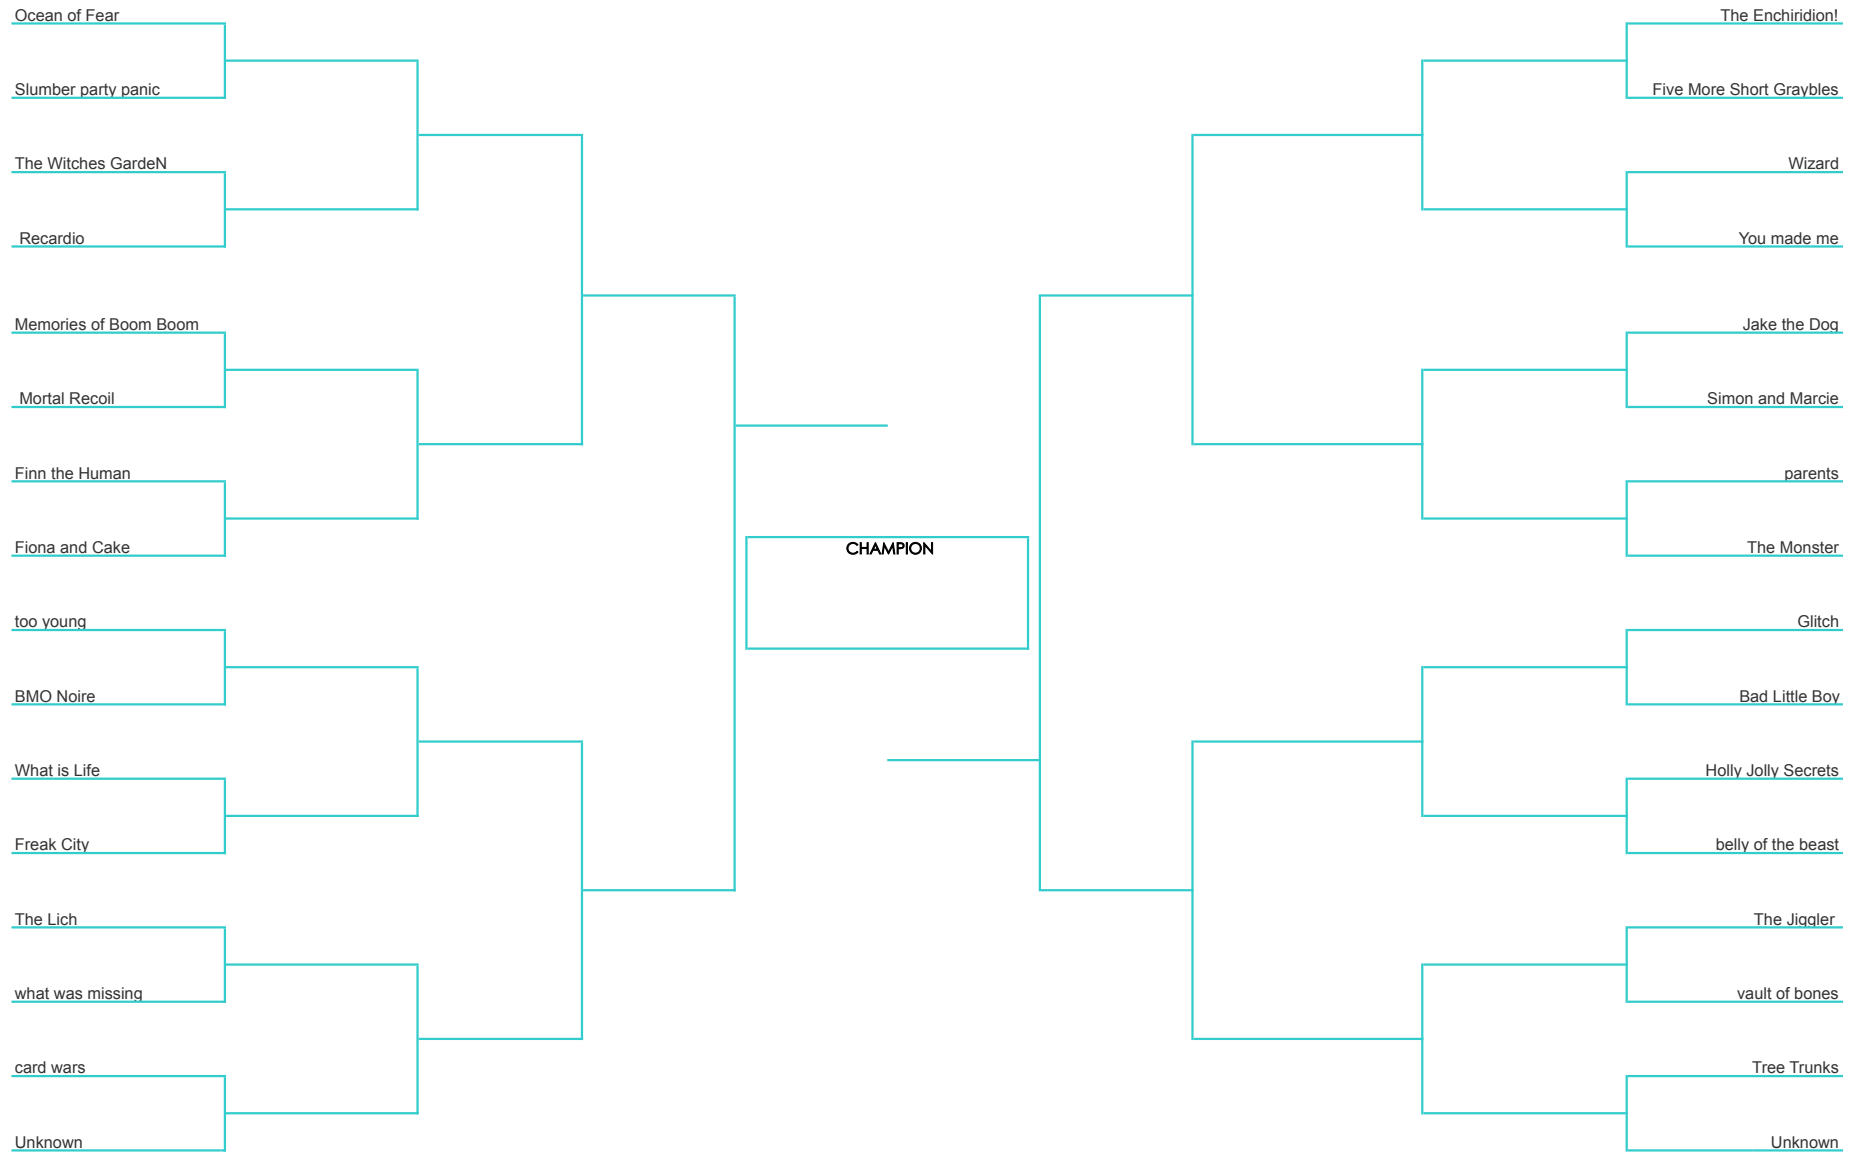 Ocean of Fear
Slumber party panic
The Witches GardeN
Recardio
Memories of Boom Boom
Mortal Recoil
Finn the Human
Fiona and Cake
too young
BMO Noire
What is Life
Freak City
The Lich
what was missing
card wars
Unknown
CHAMPION
The Enchiridion!
Five More Short Graybles
Wizard
You made me
Jake the Dog
Simon and Marcie
parents
The Monster
Glitch
Bad Little Boy
Holly Jolly Secrets
belly of the beast
The Jiggler
vault of bones
Tree Trunks
Unknown